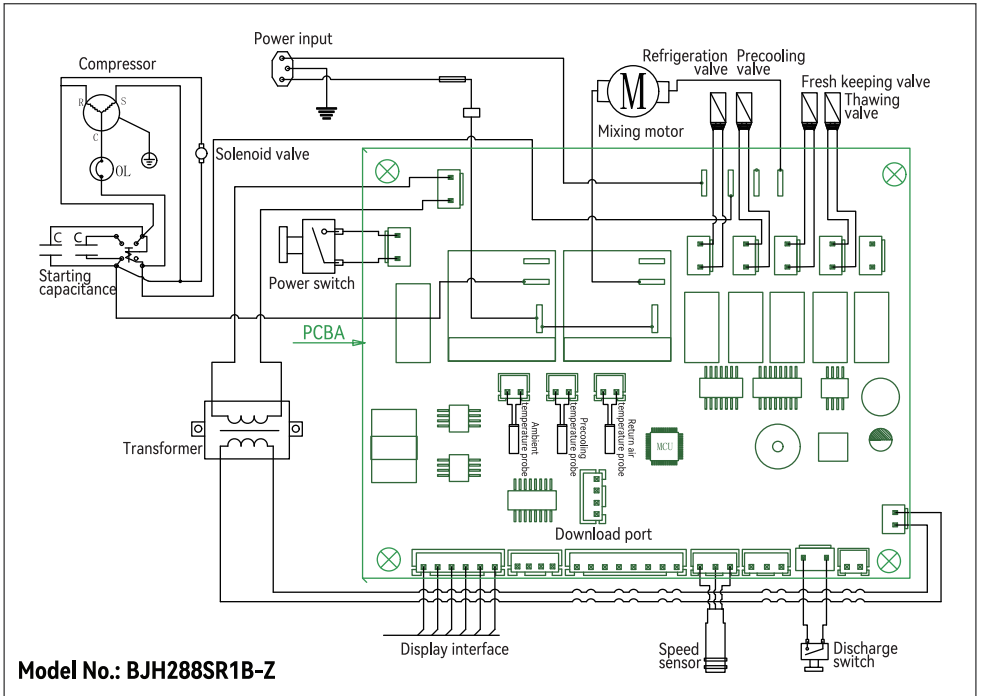 Power input
Compressor
Refrigeration
valve
Precooling
valve
Fresh keeping valve
Thawing
valve
R
S
M
C
Mixing motor
OL
Solenoid valve
C
C
Starting
capacitance
Power switch
PCBA
Ambient
temperature probe
Precooling
temperature probe
Return air
temperature probe
Transformer
MCU
Download port
Display interface
Speed
sensor
Discharge
switch
Model No.: BJH288SR1B-Z